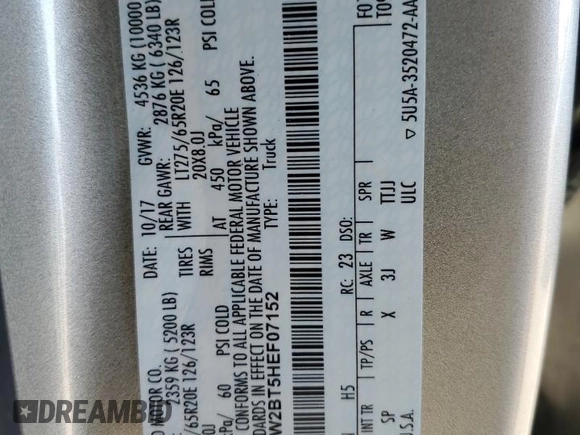 D MOTOR CO.
DATE: 10/17 GVWR: 4536 KG (10000
2359 KG ( 5200 LB) REAR GAWR: 2876 KG ( 6340 LB)
/65R20E 126/123R TIRES WITH LT275/65R20E 126/123R
0J RIMS 20X8.0J
kPa/ 60 PSI COLD AT 450 kPa/ 65 PSI COLD
CONFORMS TO ALL APPLICABLE FEDERAL MOTOR VEHICLE
DARDS IN EFFECT ON THE DATE OF MANUFACTURE SHOWN ABOVE.
W2BT5HEF07152 TYPE: Truck
H5 RC: 23 DSO: FO
INT TR TP/PS R AXLE TR SPR TO
SP X 3J W TTJJ
U.S.A. ULC ▽ 5U5A-3520472-AA
DREAMBID